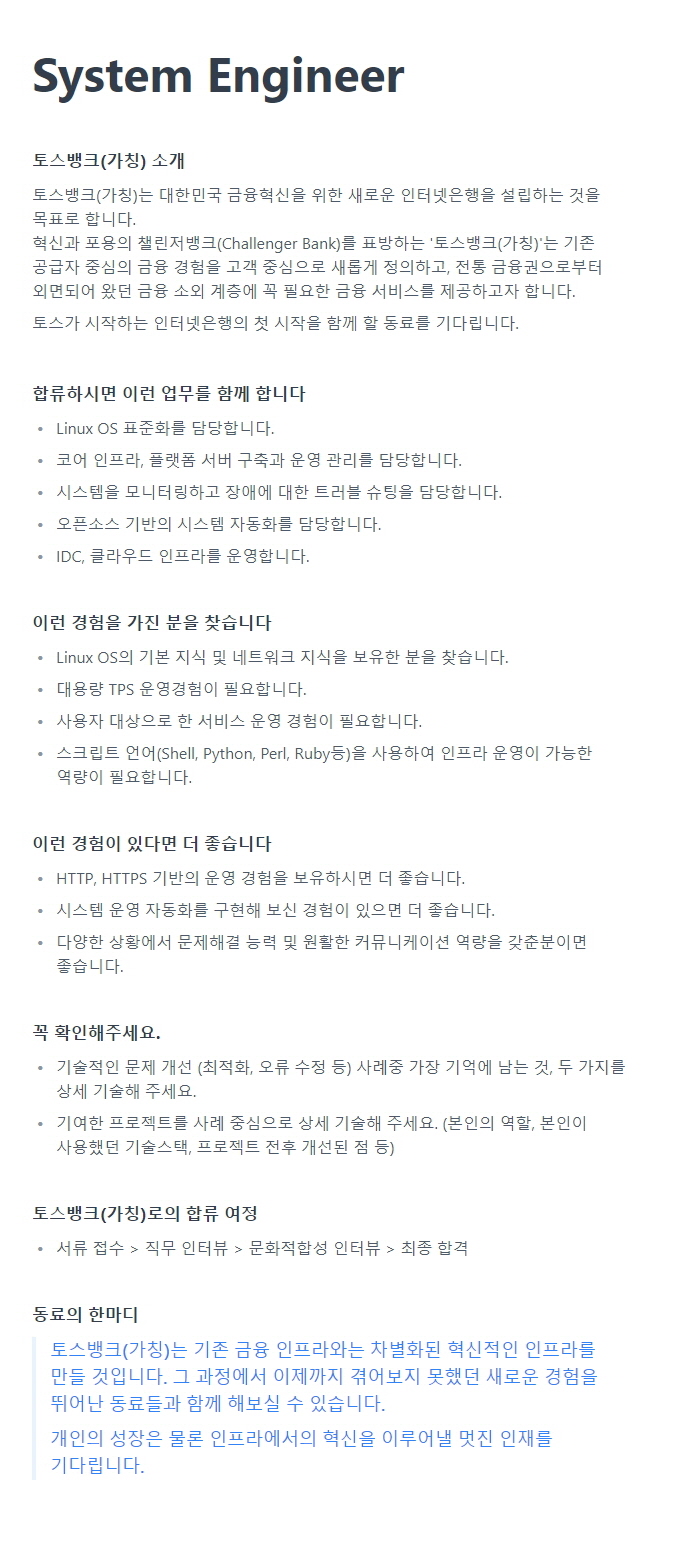 System Engineer
토스뱅크(가칭) 소개
토스뱅크(가칭)는 대한민국 금융혁신을 위한 새로운 인터넷은행을 설립하는 것을
목표로 합니다.
혁신과 포용의 챌린저뱅크(Challenger Bank)를 표방하는 '토스뱅크(가칭)'는 기존
공급자 중심의 금융 경험을 고객 중심으로 새롭게 정의하고, 전통 금융권으로부터
외면되어 왔던 금융 소외 계층에 꼭 필요한 금융 서비스를 제공하고자 합니다.
토스가 시작하는 인터넷은행의 첫 시작을 함께 할 동료를 기다립니다.
합류하시면 이런 업무를 함께 합니다
• Linux OS 표준화를 담당합니다.
• 코어 인프라, 플랫폼 서버 구축과 운영 관리를 담당합니다.
• 시스템을 모니터링하고 장애에 대한 트러블 슈팅을 담당합니다.
• 오픈소스 기반의 시스템 자동화를 담당합니다.
• IDC, 클라우드 인프라를 운영합니다.
이런 경험을 가진 분을 찾습니다
• Linux OS의 기본 지식 및 네트워크 지식을 보유한 분을 찾습니다.
• 대용량 TPS 운영경험이 필요합니다.
• 사용자 대상으로 한 서비스 운영 경험이 필요합니다.
• 스크립트 언어(Shell, Python, Perl, Ruby등)을 사용하여 인프라 운영이 가능한
역량이 필요합니다.
이런 경험이 있다면 더 좋습니다
• HTTP, HTTPS 기반의 운영 경험을 보유하시면 더 좋습니다.
• 시스템 운영 자동화를 구현해 보신 경험이 있으면 더 좋습니다.
• 다양한 상황에서 문제해결 능력 및 원활한 커뮤니케이션 역량을 갖춘분이면
좋습니다.
꼭 확인해주세요.
• 기술적인 문제 개선 (최적화, 오류 수정 등) 사례중 가장 기억에 남는 것, 두 가지를
상세 기술해 주세요.
• 기여한 프로젝트를 사례 중심으로 상세 기술해 주세요. (본인의 역할, 본인이
사용했던 기술스택, 프로젝트 전후 개선된 점 등)
토스뱅크(가칭)로의 합류 여정
• 서류 접수 > 직무 인터뷰 > 문화적합성 인터뷰 > 최종 합격
동료의 한마디
토스뱅크(가칭)는 기존 금융 인프라와는 차별화된 혁신적인 인프라를
만들 것입니다. 그 과정에서 이제까지 겪어보지 못했던 새로운 경험을
뛰어난 동료들과 함께 해보실 수 있습니다.
개인의 성장은 물론 인프라에서의 혁신을 이루어낼 멋진 인재를
기다립니다.